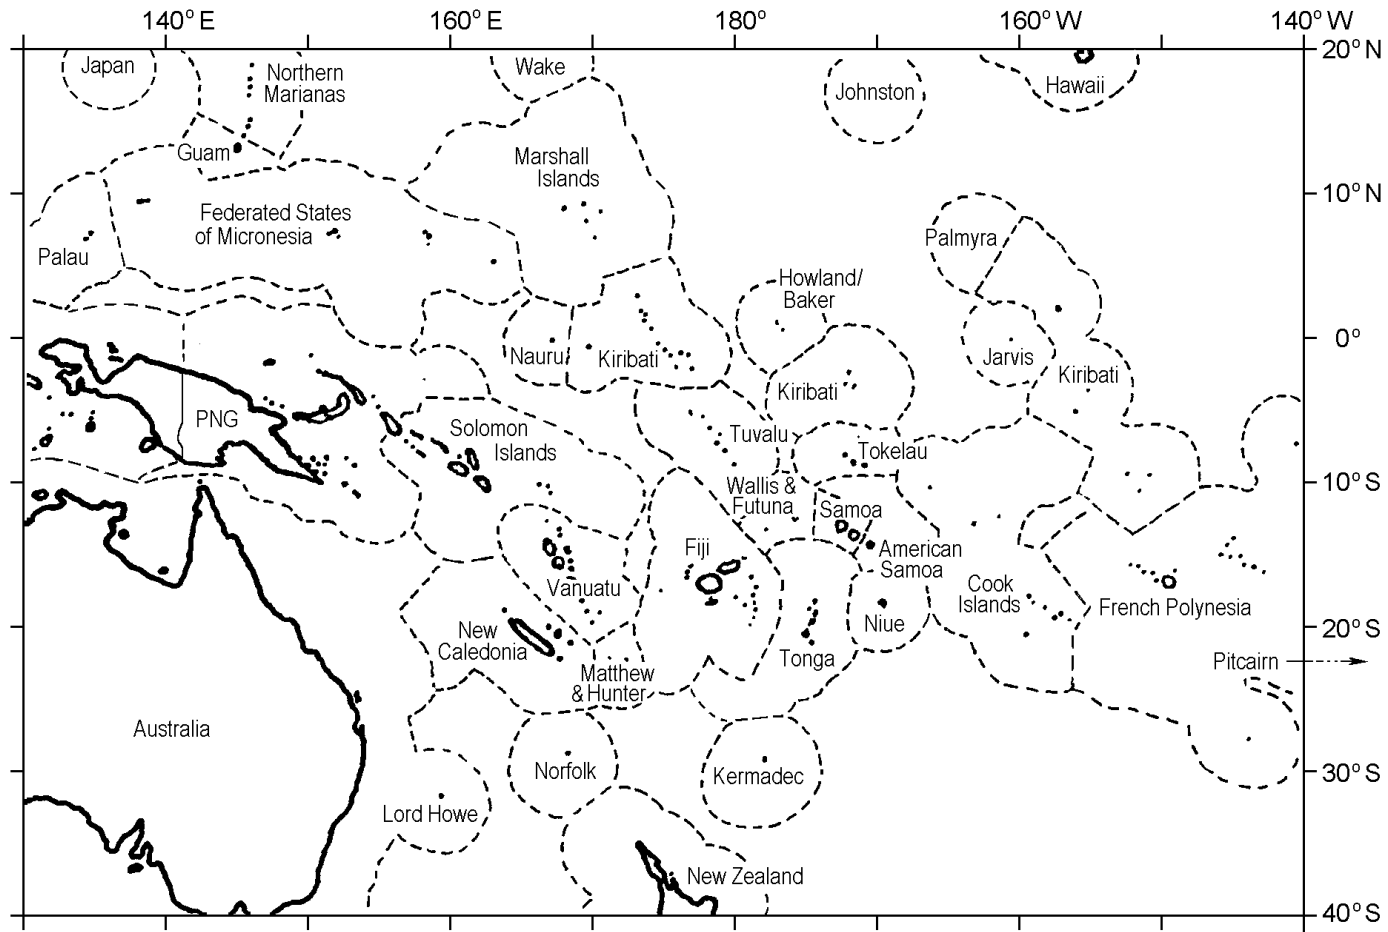 140° E
160° E
180°
160° W
140° W
20° N
10° N
0°
10° S
20° S
30° S
40° S
Japan
Northern
Marianas
Wake
Johnston
Hawaii
Guam
Marshall
Islands
Federated States
of Micronesia
Palau
Palmyra
Howland/
Baker
Nauru
Kiribati
Jarvis
Kiribati
Kiribati
PNG
Solomon
Islands
Tuvalu
Tokelau
Wallis &
Futuna
Samoa
Fiji
American
Samoa
Vanuatu
Cook
Islands
French Polynesia
Niue
New
Caledonia
Matthew
& Hunter
Tonga
Pitcairn
Australia
Norfolk
Kermadec
Lord Howe
New Zealand